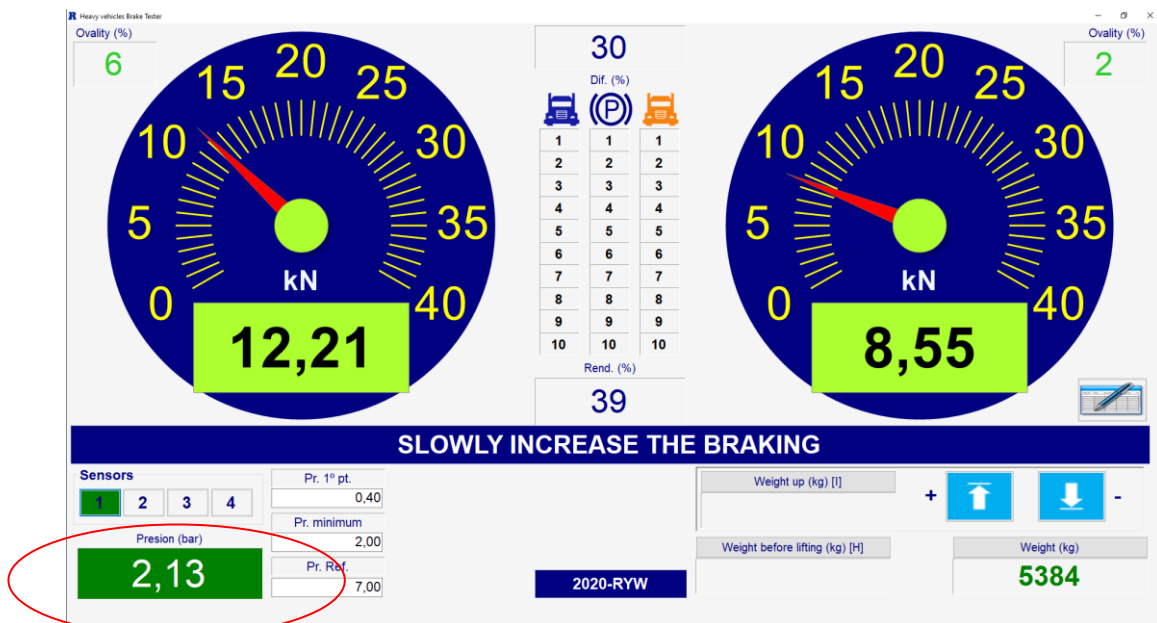 R Heavy vehicles Brake Tester
Ovality (%)
6
0
5
10
15
20
25
30
35
40
kN
12,21
30
Dif. (%)
(P)
1 1 1
2 2 2
3 3 3
4 4 4
5 5 5
6 6 6
7 7 7
8 8 8
9 9 9
10 10 10
Rend. (%)
39
Ovality (%)
2
0
5
10
15
20
25
30
35
40
kN
8,55
SLOWLY INCREASE THE BRAKING
Sensors
1 2 3 4
Presion (bar)
2,13
Pr. 1º pt.
0,40
Pr. minimum
2,00
Pr. Ref.
7,00
2020-RYW
Weight up (kg) [I]
+ -
Weight before lifting (kg) [H]
Weight (kg)
5384